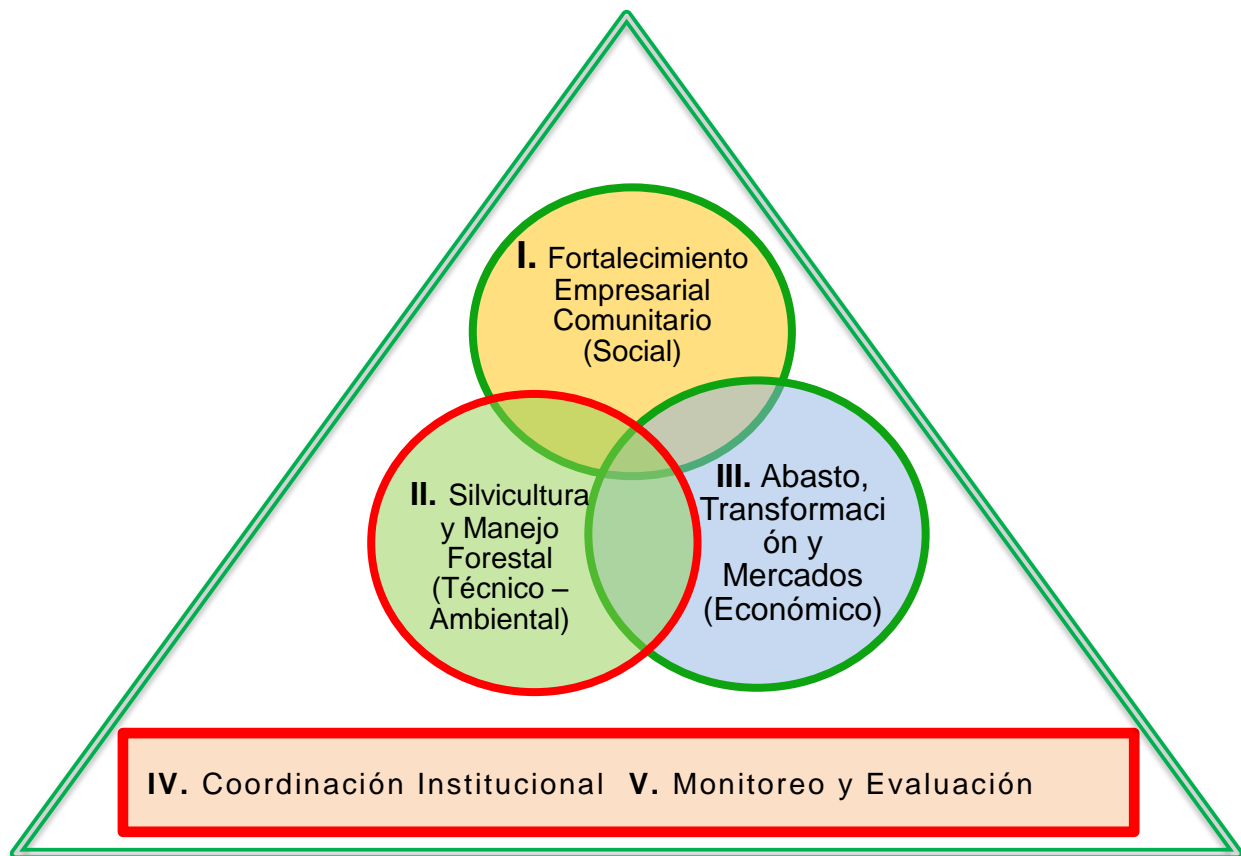 I. Fortalecimiento
Empresarial
Comunitario
(Social)
II. Silvicultura
y Manejo
Forestal
(Técnico –
Ambiental)
III. Abasto,
Transformaci
ón y
Mercados
(Económico)
IV. Coordinación Institucional V. Monitoreo y Evaluación